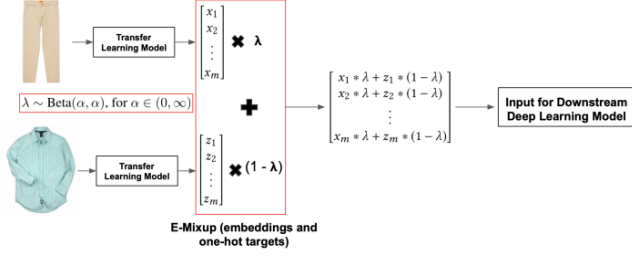 Transfer
Learning Model
x₁
x₂
⋮
xₘ
✖ λ
λ ∼ Beta(α, α), for α ∈ (0, ∞)
✚
x₁ * λ + z₁ * (1 − λ)
x₂ * λ + z₂ * (1 − λ)
⋮
xₘ * λ + zₘ * (1 − λ)
Input for Downstream
Deep Learning Model
Transfer
Learning Model
z₁
z₂
⋮
zₘ
✖ (1 - λ)
E-Mixup (embeddings and
one-hot targets)